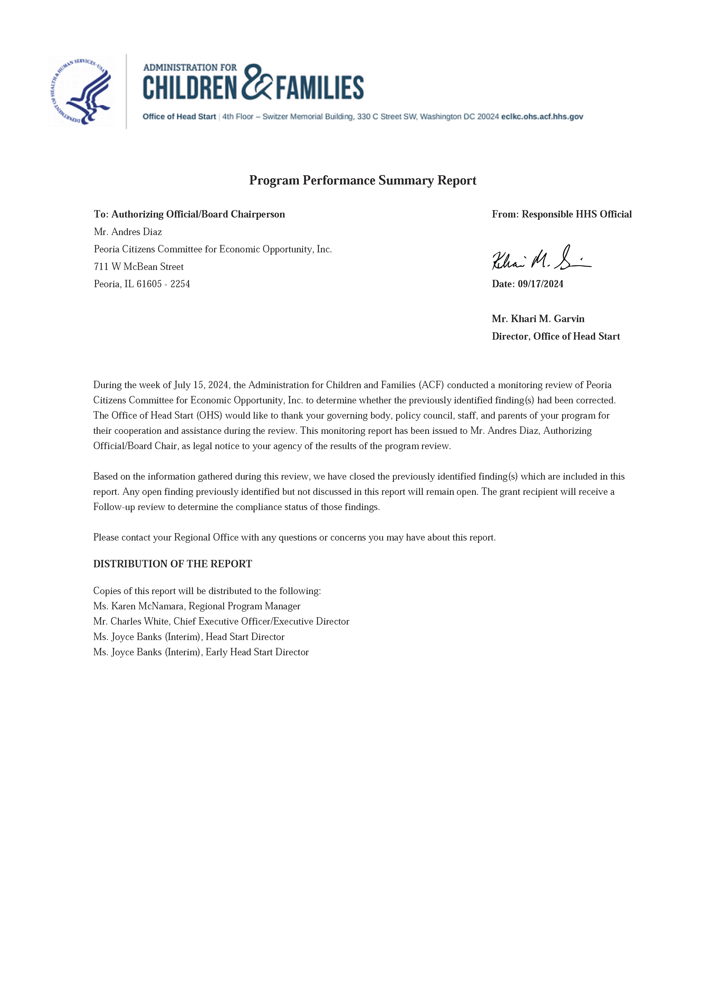 DEPARTMENT OF HEALTH & HUMAN SERVICES · USA
ADMINISTRATION FOR
CHILDREN & FAMILIES
Office of Head Start | 4th Floor – Switzer Memorial Building, 330 C Street SW, Washington DC 20024 eclkc.ohs.acf.hhs.gov
Program Performance Summary Report
To: Authorizing Official/Board Chairperson
Mr. Andres Diaz
Peoria Citizens Committee for Economic Opportunity, Inc.
711 W McBean Street
Peoria, IL 61605 - 2254
From: Responsible HHS Official
Khari M. G
Date: 09/17/2024
Mr. Khari M. Garvin
Director, Office of Head Start
During the week of July 15, 2024, the Administration for Children and Families (ACF) conducted a monitoring review of Peoria
Citizens Committee for Economic Opportunity, Inc. to determine whether the previously identified finding(s) had been corrected.
The Office of Head Start (OHS) would like to thank your governing body, policy council, staff, and parents of your program for
their cooperation and assistance during the review. This monitoring report has been issued to Mr. Andres Diaz, Authorizing
Official/Board Chair, as legal notice to your agency of the results of the program review.
Based on the information gathered during this review, we have closed the previously identified finding(s) which are included in this
report. Any open finding previously identified but not discussed in this report will remain open. The grant recipient will receive a
Follow-up review to determine the compliance status of those findings.
Please contact your Regional Office with any questions or concerns you may have about this report.
DISTRIBUTION OF THE REPORT
Copies of this report will be distributed to the following:
Ms. Karen McNamara, Regional Program Manager
Mr. Charles White, Chief Executive Officer/Executive Director
Ms. Joyce Banks (Interim), Head Start Director
Ms. Joyce Banks (Interim), Early Head Start Director